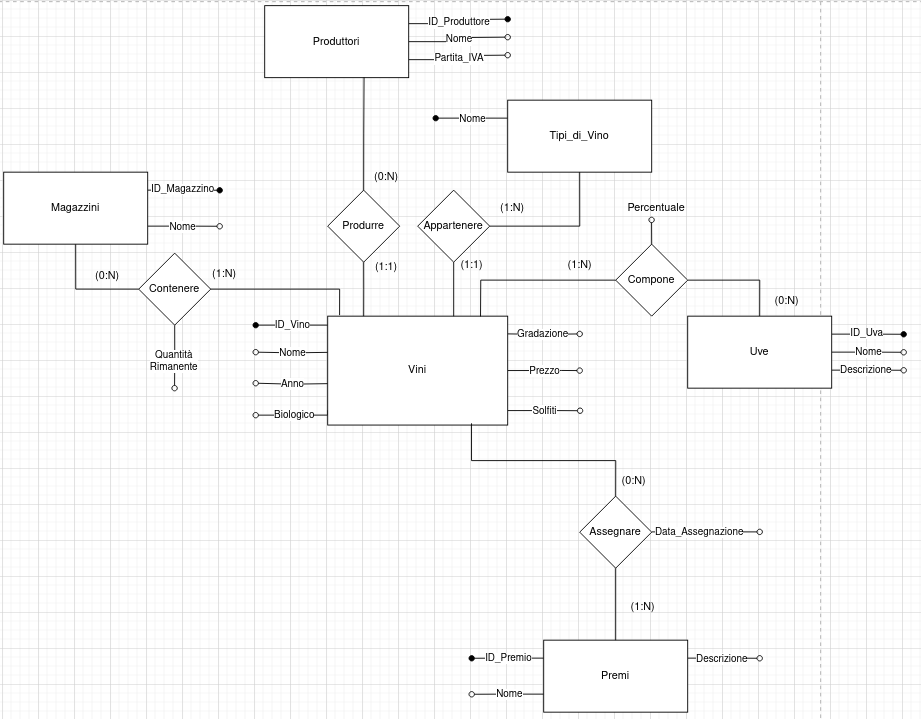 Produttori
ID_Produttore
Nome
Partita_IVA
Nome
Tipi_di_Vino
Magazzini
ID_Magazzino
Nome
(0:N)
Produrre
(1:1)
Appartenere
(1:N)
(1:1)
Percentuale
(0:N)
Contenere
(1:N)
Quantità
Rimanente
(1:N)
Compone
(0:N)
ID_Vino
Nome
Anno
Biologico
Vini
Gradazione
Prezzo
Solfiti
Uve
ID_Uva
Nome
Descrizione
(0:N)
Assegnare
Data_Assegnazione
(1:N)
ID_Premio
Nome
Premi
Descrizione